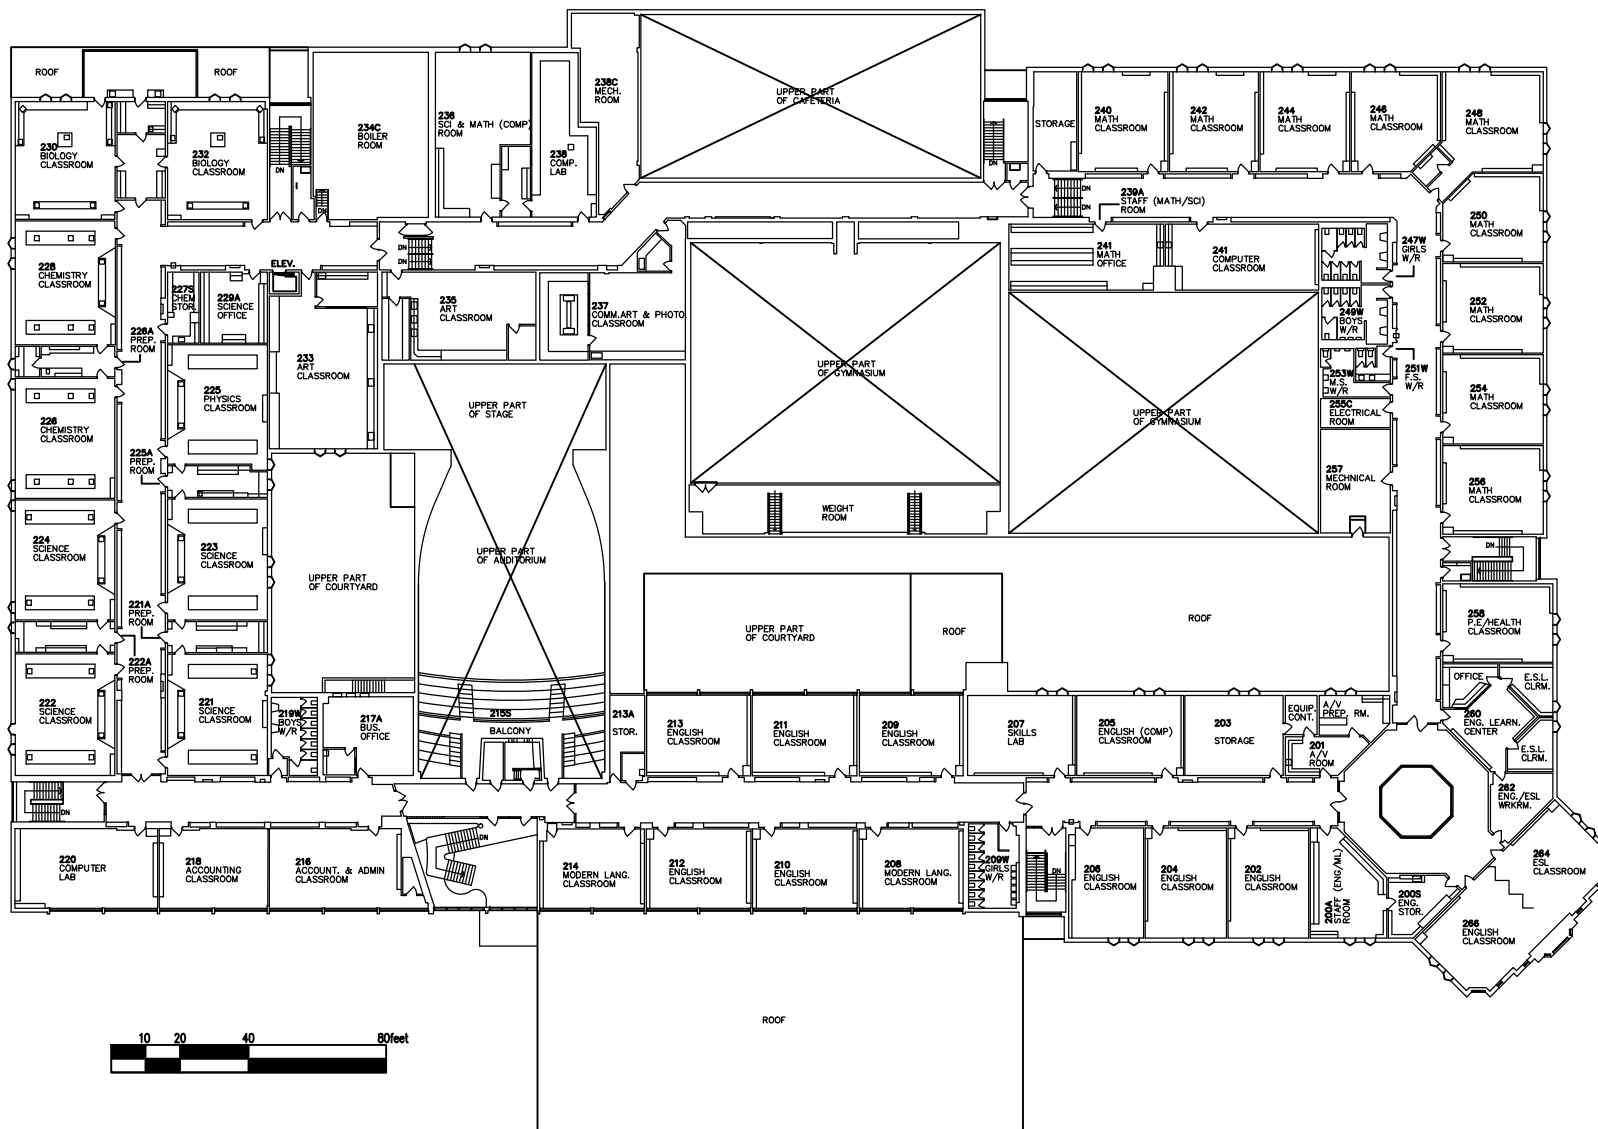 ROOF
ROOF
230
BIOLOGY
CLASSROOM
232
BIOLOGY
CLASSROOM
DN
DN
234C
BOILER
ROOM
236
SCI & MATH (COMP)
ROOM
238
COMP.
LAB
238C
MECH.
ROOM
UPPER PART
OF CAFETERIA
DN
STORAGE
240
MATH
CLASSROOM
242
MATH
CLASSROOM
244
MATH
CLASSROOM
246
MATH
CLASSROOM
248
MATH
CLASSROOM
DN
DN
239A
STAFF (MATH/SCI)
ROOM
228
CHEMISTRY
CLASSROOM
227S
CHEM
STOR.
229A
SCIENCE
OFFICE
ELEV.
DN
DN
235
ART
CLASSROOM
237
COMM.ART & PHOTO.
CLASSROOM
241
MATH
OFFICE
241
COMPUTER
CLASSROOM
247W
GIRLS
W/R
249W
BOYS
W/R
250
MATH
CLASSROOM
252
MATH
CLASSROOM
226A
PREP.
ROOM
225
PHYSICS
CLASSROOM
233
ART
CLASSROOM
UPPER PART
OF STAGE
UPPER PART
OF GYMNASIUM
UPPER PART
OF GYMNASIUM
253W
M.S.
W/R
251W
F.S.
W/R
255C
ELECTRICAL
ROOM
254
MATH
CLASSROOM
226
CHEMISTRY
CLASSROOM
225A
PREP.
ROOM
257
MECHNICAL
ROOM
256
MATH
CLASSROOM
WEIGHT
ROOM
224
SCIENCE
CLASSROOM
223
SCIENCE
CLASSROOM
UPPER PART
OF COURTYARD
UPPER PART
OF AUDITORIUM
DN
221A
PREP.
ROOM
222A
PREP.
ROOM
UPPER PART
OF COURTYARD
ROOF
ROOF
258
P.E/HEALTH
CLASSROOM
222
SCIENCE
CLASSROOM
221
SCIENCE
CLASSROOM
219W
BOYS
W/R
217A
BUS.
OFFICE
215S
BALCONY
213A
STOR.
213
ENGLISH
CLASSROOM
211
ENGLISH
CLASSROOM
209
ENGLISH
CLASSROOM
207
SKILLS
LAB
205
ENGLISH (COMP)
CLASSROOM
203
STORAGE
EQUIP.
CONT.
A/V
PREP. RM.
201
A/V
ROOM
OFFICE
E.S.L.
CLRM.
260
ENG. LEARN.
CENTER
E.S.L.
CLRM.
262
ENG./ESL
WRKRM.
DN
220
COMPUTER
LAB
218
ACCOUNTING
CLASSROOM
216
ACCOUNT. & ADMIN
CLASSROOM
DN
214
MODERN LANG.
CLASSROOM
212
ENGLISH
CLASSROOM
210
ENGLISH
CLASSROOM
208
MODERN LANG.
CLASSROOM
209W
GIRLS
W/R
DN
206
ENGLISH
CLASSROOM
204
ENGLISH
CLASSROOM
202
ENGLISH
CLASSROOM
200A
STAFF (ENG/ML)
ROOM
200S
ENG.
STOR.
264
ESL
CLASSROOM
266
ENGLISH
CLASSROOM
ROOF
10 20 40 80feet